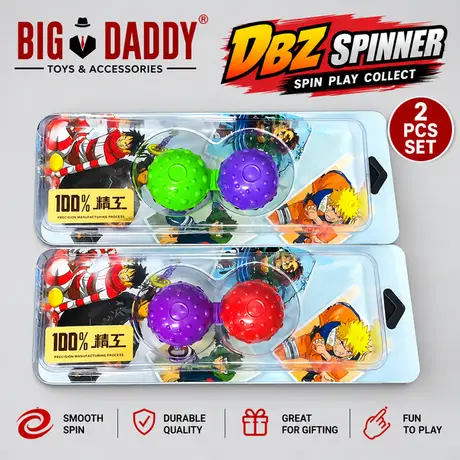 BIG DADDY
TOYS & ACCESSORIES
DBZ SPINNER
SPIN PLAY COLLECT
2
PCS
SET
100% 精工
PRECISION MANUFACTURING PROCESS
100% 精工
PRECISION MANUFACTURING PROCESS
SMOOTH
SPIN
DURABLE
QUALITY
GREAT
FOR GIFTING
FUN
TO PLAY